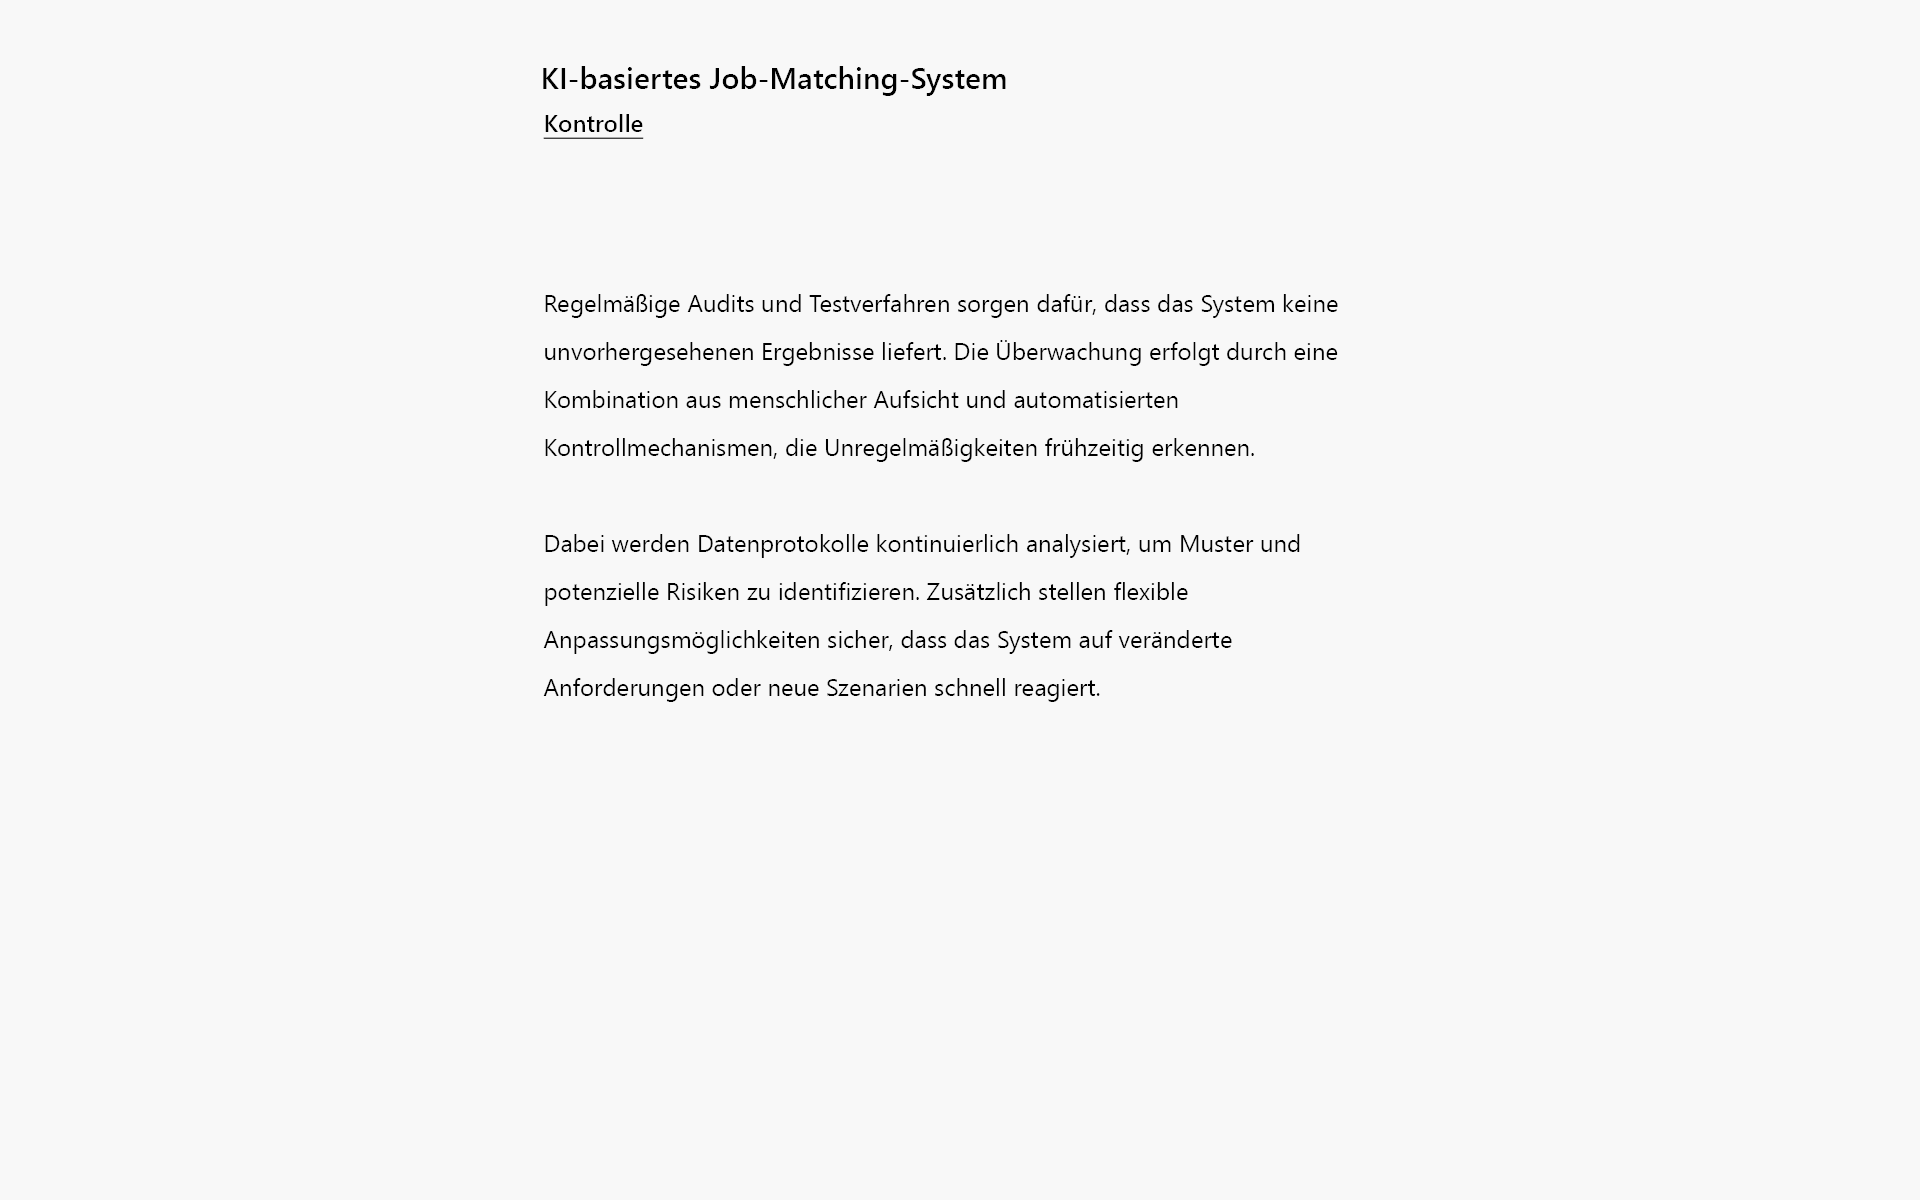 KI-basiertes Job-Matching-System
Kontrolle
Regelmäßige Audits und Testverfahren sorgen dafür, dass das System keine
unvorhergesehenen Ergebnisse liefert. Die Überwachung erfolgt durch eine
Kombination aus menschlicher Aufsicht und automatisierten
Kontrollmechanismen, die Unregelmäßigkeiten frühzeitig erkennen.
Dabei werden Datenprotokolle kontinuierlich analysiert, um Muster und
potenzielle Risiken zu identifizieren. Zusätzlich stellen flexible
Anpassungsmöglichkeiten sicher, dass das System auf veränderte
Anforderungen oder neue Szenarien schnell reagiert.